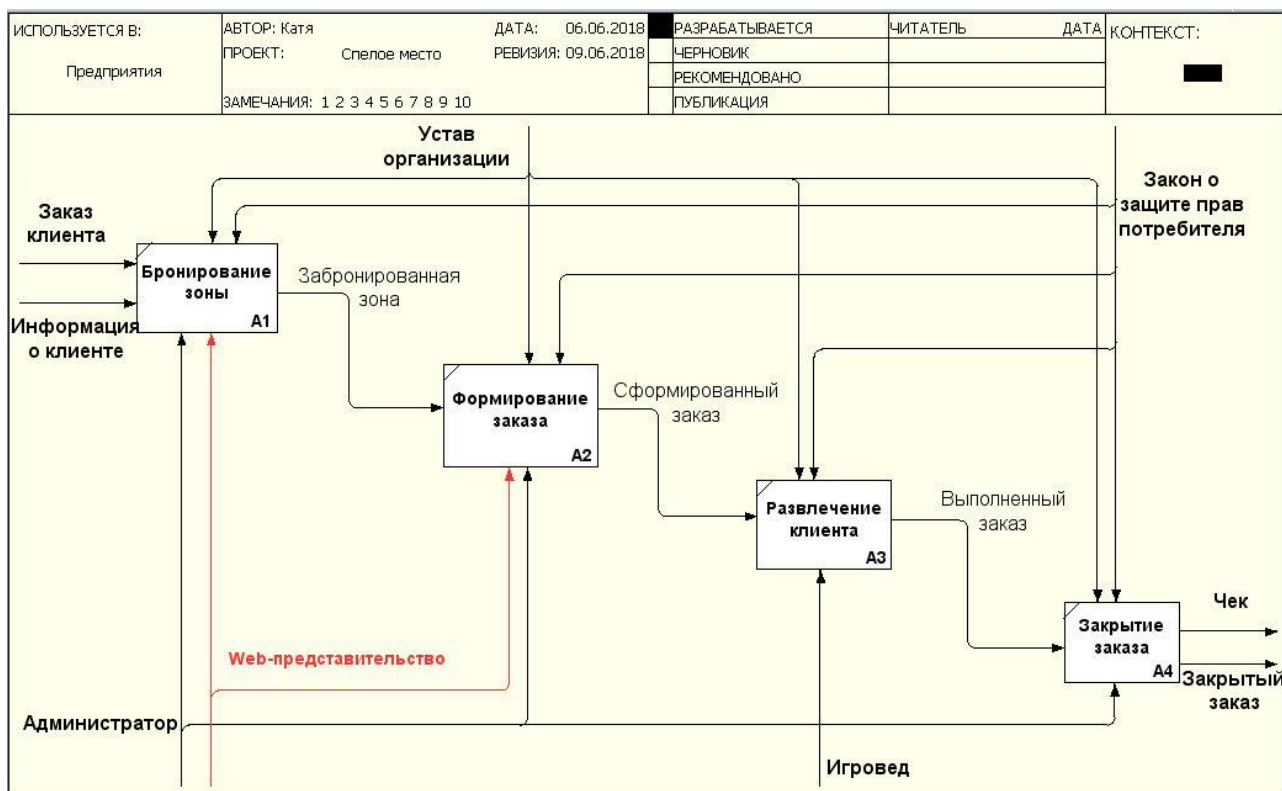 ИСПОЛЬЗУЕТСЯ В:
Предприятия
АВТОР: Катя
ДАТА: 06.06.2018
ПРОЕКТ: Спелое место
РЕВИЗИЯ: 09.06.2018
ЗАМЕЧАНИЯ: 1 2 3 4 5 6 7 8 9 10
РАЗРАБАТЫВАЕТСЯ
ЧЕРНОВИК
РЕКОМЕНДОВАНО
ПУБЛИКАЦИЯ
ЧИТАТЕЛЬ
ДАТА
КОНТЕКСТ:
Устав
организации
Закон о
защите прав
потребителя
Заказ
клиента
Информация
о клиенте
Бронирование
зоны
A1
Забронированная
зона
Формирование
заказа
A2
Сформированный
заказ
Развлечение
клиента
A3
Выполненный
заказ
Закрытие
заказа
A4
Чек
Закрытый
заказ
Web-представительство
Администратор
Игровед